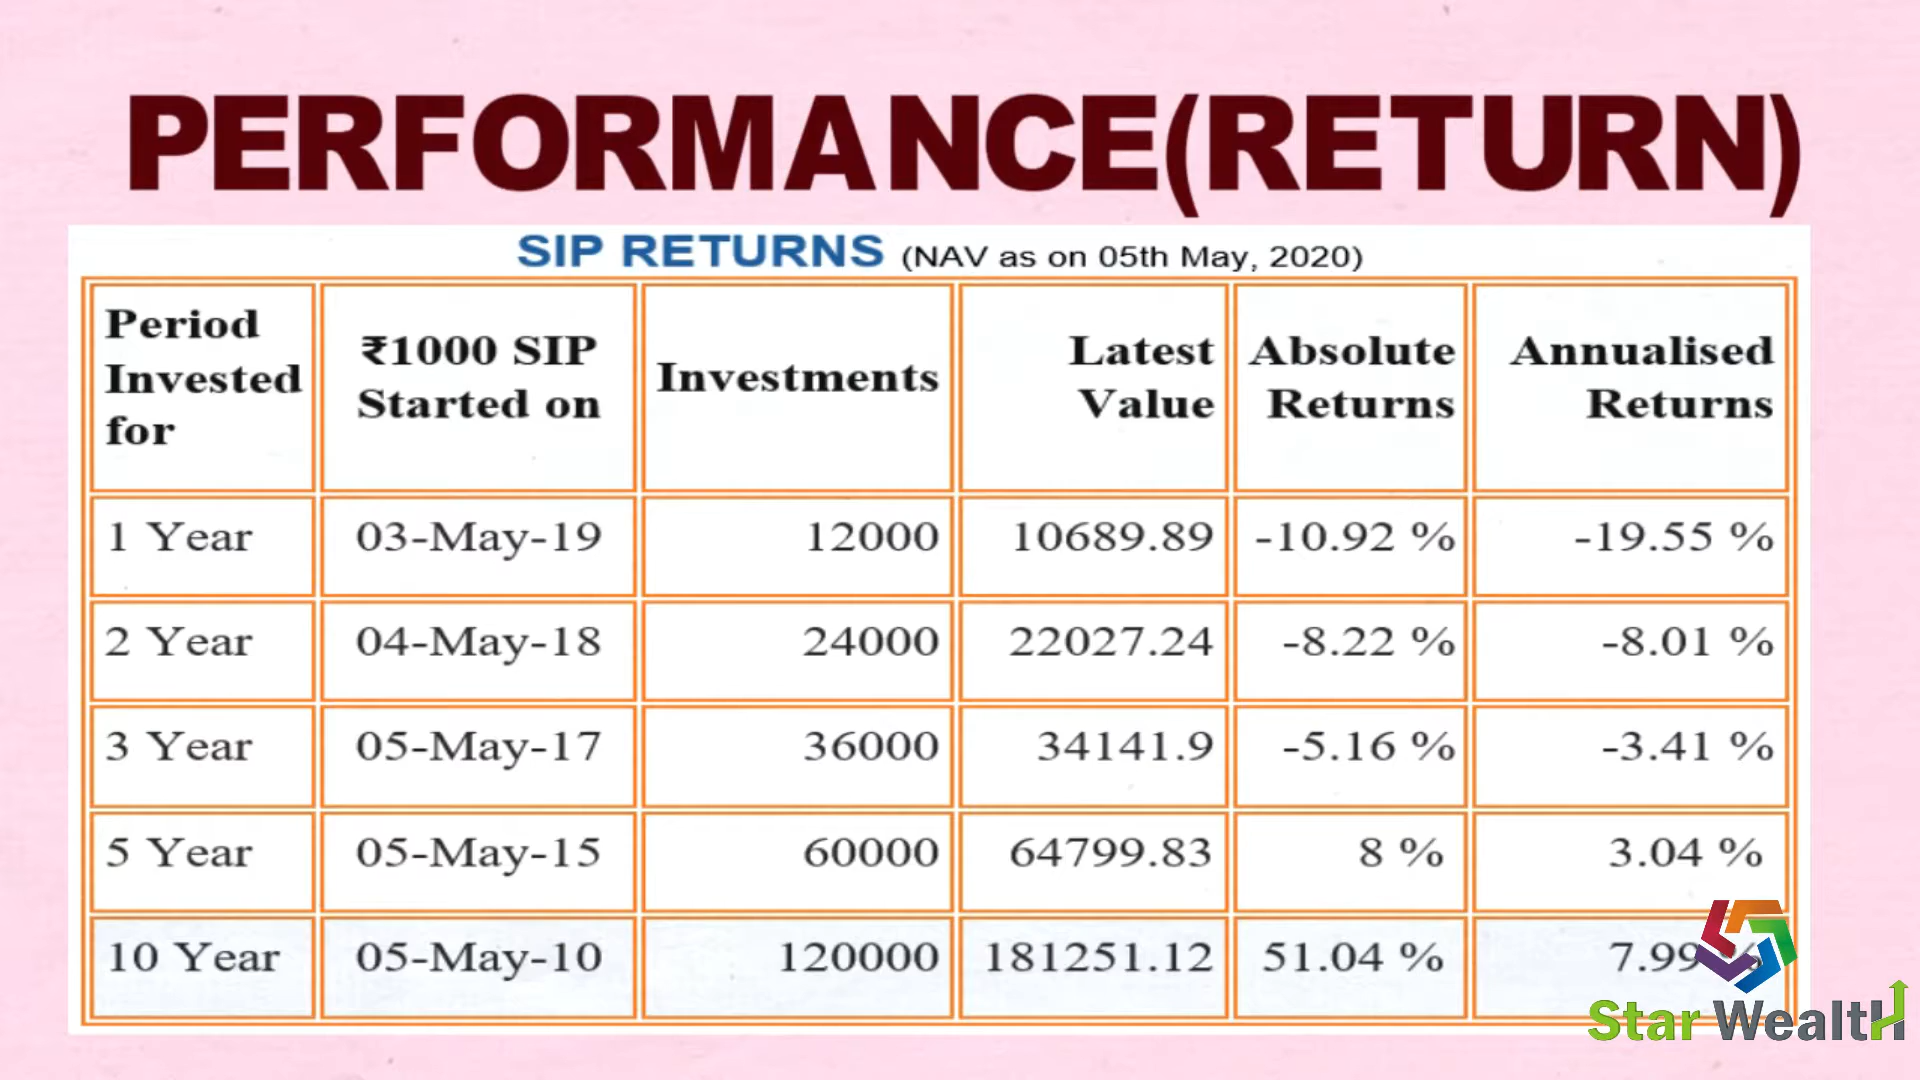 PERFORMANCE(RETURN)
SIP RETURNS (NAV as on 05th May, 2020)
Period Invested for ₹1000 SIP Started on Investments Latest Value Absolute Returns Annualised Returns
1 Year 03-May-19 12000 10689.89 -10.92 % -19.55 %
2 Year 04-May-18 24000 22027.24 -8.22 % -8.01 %
3 Year 05-May-17 36000 34141.9 -5.16 % -3.41 %
5 Year 05-May-15 60000 64799.83 8 % 3.04 %
10 Year 05-May-10 120000 181251.12 51.04 % 7.99 %
Star Wealth